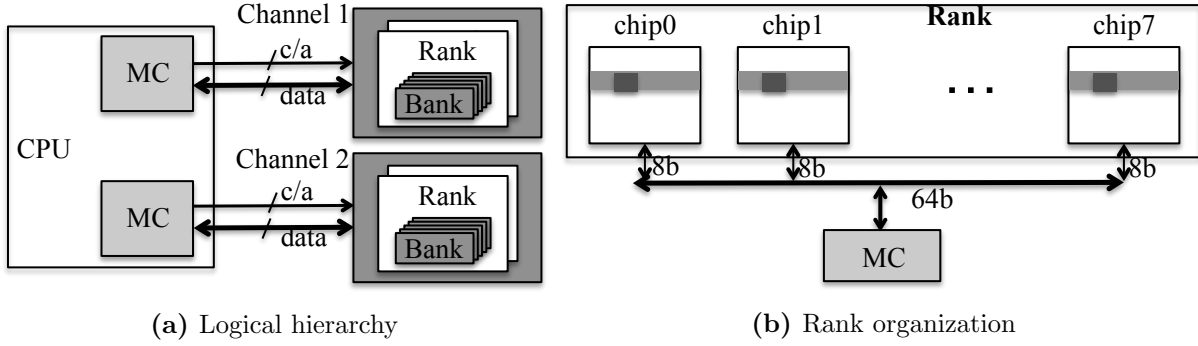 Channel 1
MC
c/a
data
Rank
Bank
CPU
Channel 2
MC
c/a
data
Rank
Bank
(a) Logical hierarchy
Rank
chip0
chip1
chip7
...
8b
8b
8b
64b
MC
(b) Rank organization